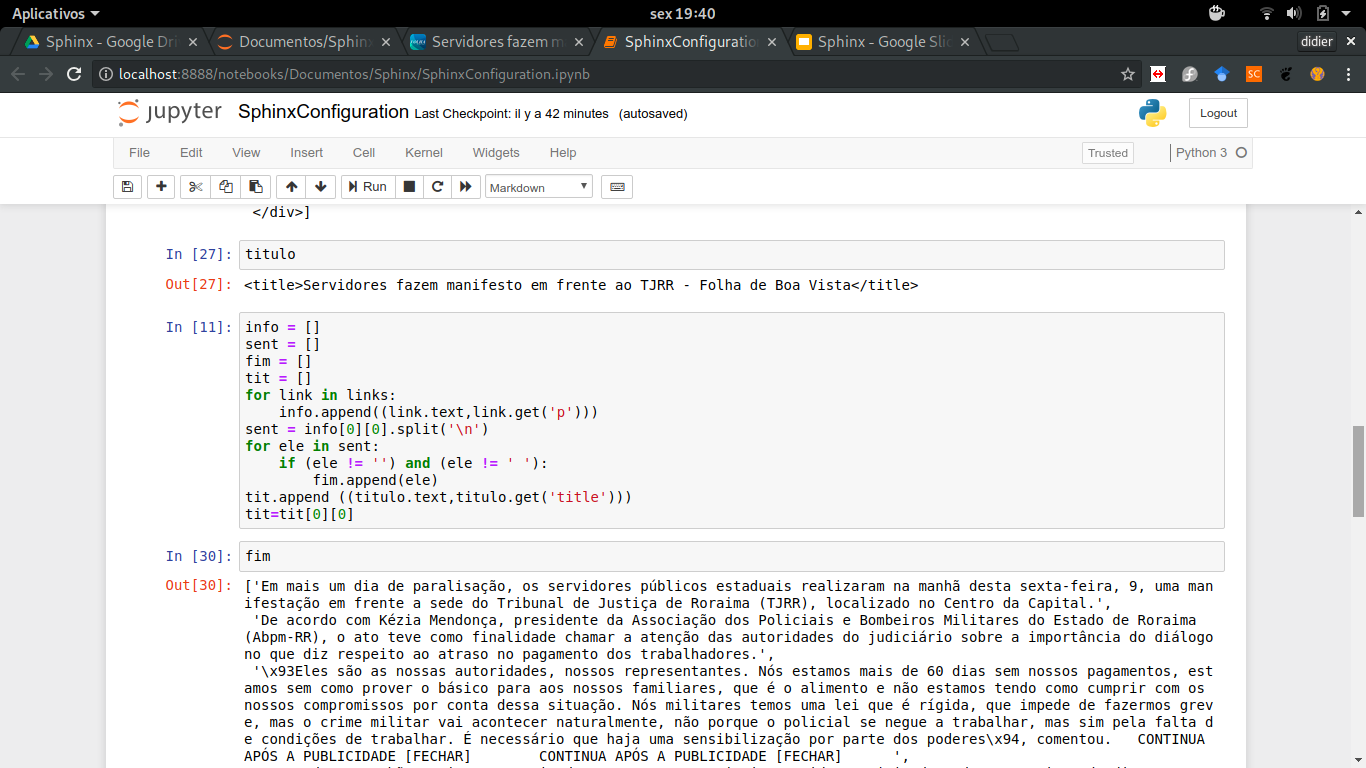 Aplicativos
sex 19:40
Sphinx - Google Dri
Documentos/Sphin
Servidores fazem m
SphinxConfiguratio
Sphinx - Google Slid
didier
localhost:8888/notebooks/Documentos/Sphinx/SphinxConfiguration.ipynb
SC
jupyter SphinxConfiguration Last Checkpoint: il y a 42 minutes (autosaved)
Logout
File Edit View Insert Cell Kernel Widgets Help
Trusted
Python 3
Run
Markdown
</div>]
In [27]: titulo
Out[27]: <title>Servidores fazem manifesto em frente ao TJRR - Folha de Boa Vista</title>
In [11]: info = []
sent = []
fim = []
tit = []
for link in links:
    info.append((link.text,link.get('p')))
sent = info[0][0].split('\n')
for ele in sent:
    if (ele != '') and (ele != ' '):
        fim.append(ele)
tit.append ((titulo.text,titulo.get('title')))
tit=tit[0][0]
In [30]: fim
Out[30]: ['Em mais um dia de paralisação, os servidores públicos estaduais realizaram na manhã desta sexta-feira, 9, uma man
ifestação em frente a sede do Tribunal de Justiça de Roraima (TJRR), localizado no Centro da Capital.',
'De acordo com Kézia Mendonça, presidente da Associação dos Policiais e Bombeiros Militares do Estado de Roraima
(Abpm-RR), o ato teve como finalidade chamar a atenção das autoridades do judiciário sobre a importância do diálogo
no que diz respeito ao atraso no pagamento dos trabalhadores.',
'\x93Eles são as nossas autoridades, nossos representantes. Nós estamos mais de 60 dias sem nossos pagamentos, est
amos sem como prover o básico para aos nossos familiares, que é o alimento e não estamos tendo como cumprir com os
nossos compromissos por conta dessa situação. Nós militares temos uma lei que é rígida, que impede de fazermos grev
e, mas o crime militar vai acontecer naturalmente, não porque o policial se negue a trabalhar, mas sim pela falta d
e condições de trabalhar. É necessário que haja uma sensibilização por parte dos poderes\x94, comentou.   CONTINUA
APÓS A PUBLICIDADE [FECHAR]        CONTINUA APÓS A PUBLICIDADE [FECHAR]      ',